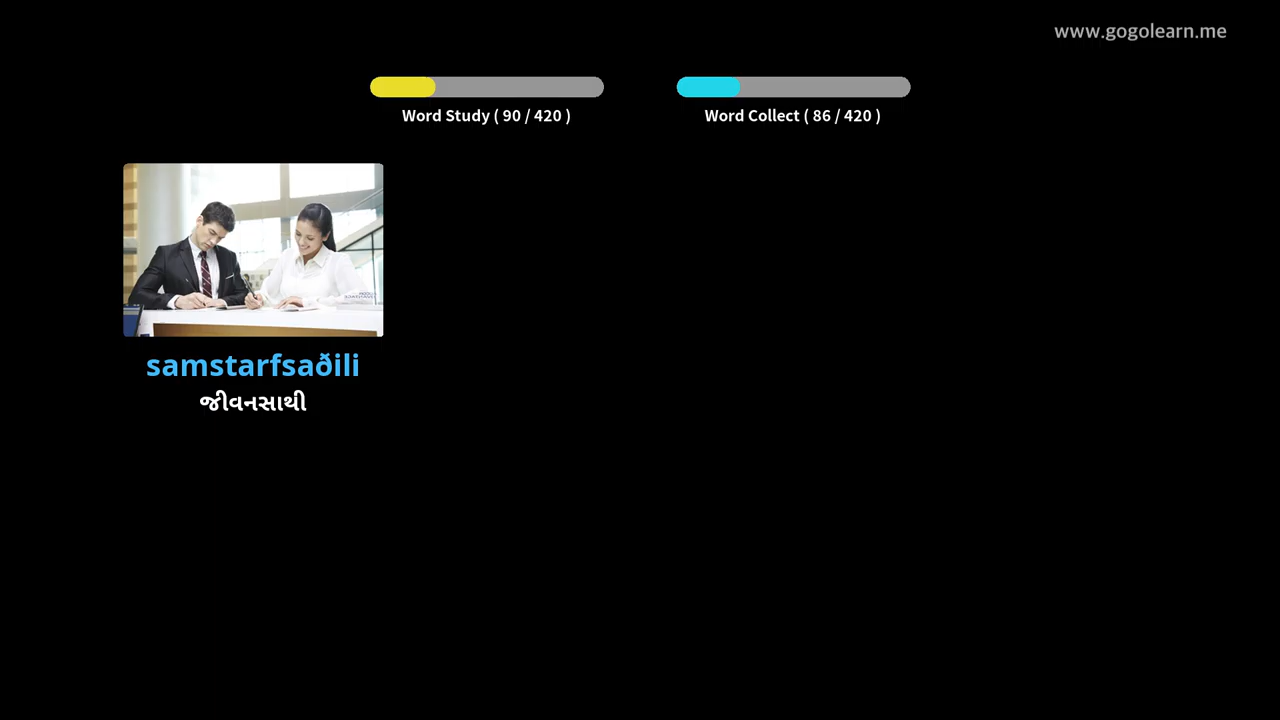 www.gogolearn.me
Word Study ( 90 / 420 )
Word Collect ( 86 / 420 )
samstarfsaðili
જીવનસાથી